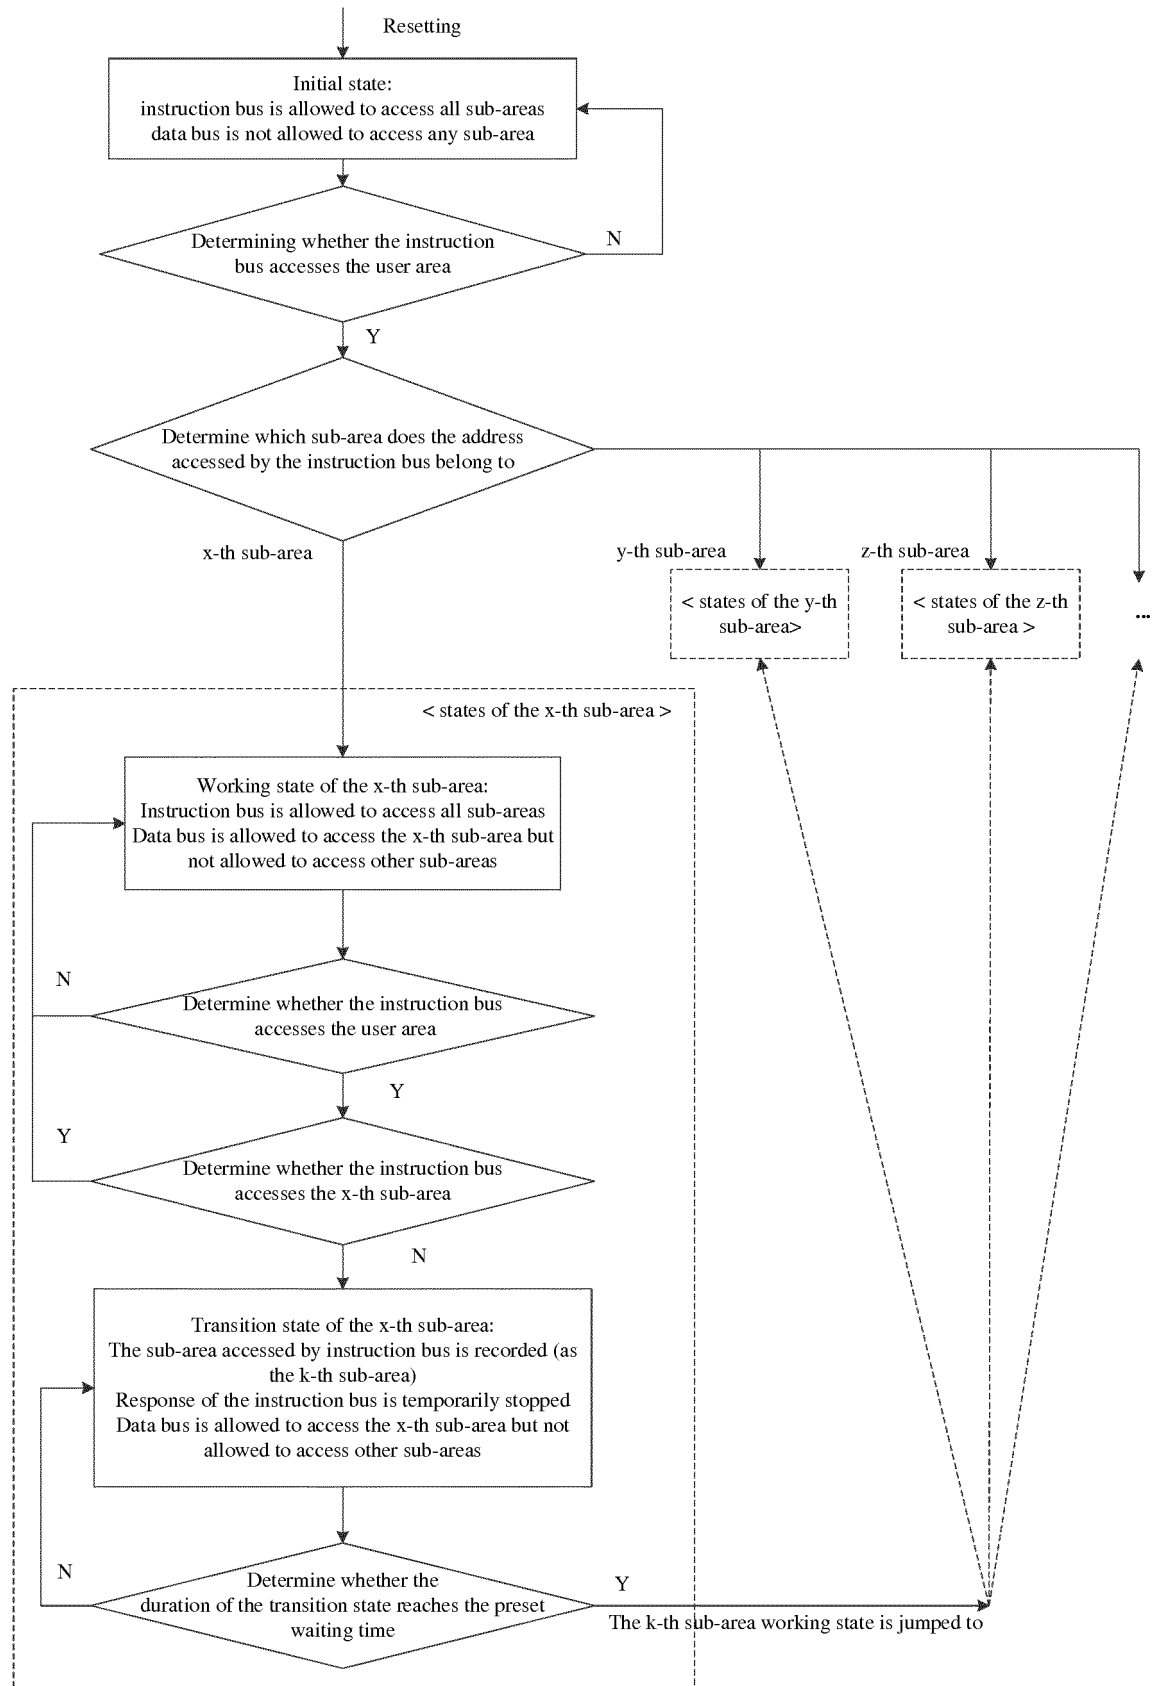 Resetting
Initial state:
instruction bus is allowed to access all sub-areas
data bus is not allowed to access any sub-area
Determining whether the instruction
bus accesses the user area
N
Y
Determine which sub-area does the address
accessed by the instruction bus belong to
x-th sub-area
y-th sub-area
z-th sub-area
< states of the y-th
sub-area>
< states of the z-th
sub-area >
...
< states of the x-th sub-area >
Working state of the x-th sub-area:
Instruction bus is allowed to access all sub-areas
Data bus is allowed to access the x-th sub-area but
not allowed to access other sub-areas
N
Determine whether the instruction bus
accesses the user area
Y
Y
Determine whether the instruction bus
accesses the x-th sub-area
N
Transition state of the x-th sub-area:
The sub-area accessed by instruction bus is recorded (as
the k-th sub-area)
Response of the instruction bus is temporarily stopped
Data bus is allowed to access the x-th sub-area but not
allowed to access other sub-areas
N
Determine whether the
duration of the transition state reaches the preset
waiting time
Y
The k-th sub-area working state is jumped to